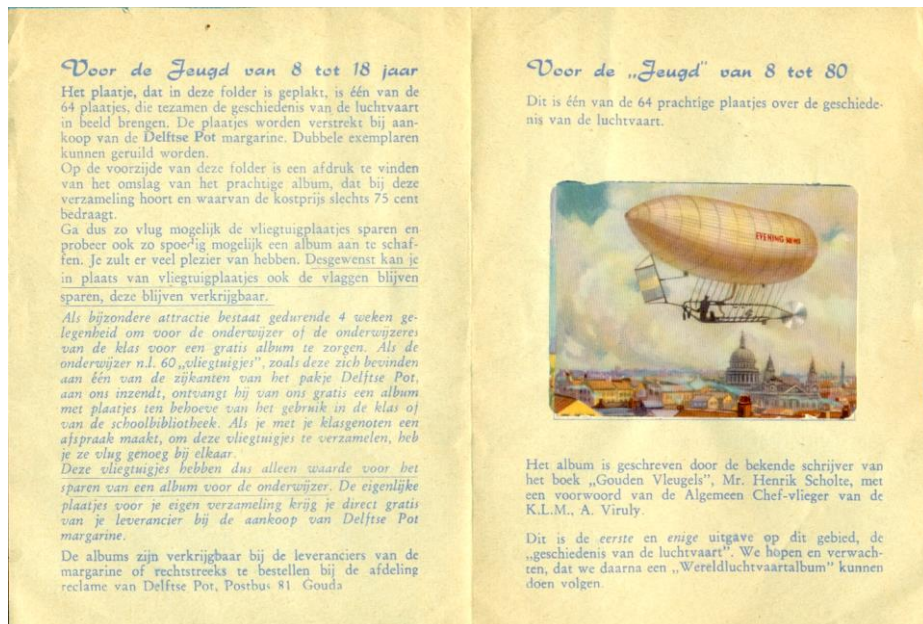 Voor de Jeugd van 8 tot 18 jaar
Het plaatje, dat in deze folder is geplakt, is één van de
64 plaatjes, die tezamen de geschiedenis van de luchtvaart
in beeld brengen. De plaatjes worden verstrekt bij aan-
koop van de Delftse Pot margarine. Dubbele exemplaren
kunnen geruild worden.
Op de voorzijde van deze folder is een afdruk te vinden
van het omslag van het prachtige album, dat bij deze
verzameling hoort en waarvan de kostprijs slechts 75 cent
bedraagt.
Ga dus zo vlug mogelijk de vliegtuigplaatjes sparen en
probeer ook zo spoedig mogelijk een album aan te schaf-
fen. Je zult er veel plezier van hebben. Desgewenst kan je
in plaats van vliegtuigplaatjes ook de vlaggen blijven
sparen, deze blijven verkrijgbaar.
Als bijzondere attractie bestaat gedurende 4 weken ge-
legenheid om voor de onderwijzer of de onderwijzeres
van de klas voor een gratis album te zorgen. Als de
onderwijzer n.l. 60 „vliegtuigjes”, zoals deze zich bevinden
aan één van de zijkanten van het pakje Delftse Pot,
aan ons inzendt, ontvangt hij van ons gratis een album
met plaatjes ten behoeve van het gebruik in de klas of
van de schoolbibliotheek. Als je met je klasgenoten een
afspraak maakt, om deze vliegtuigjes te verzamelen, heb
je ze vlug genoeg bij elkaar.
Deze vliegtuigjes hebben dus alleen waarde voor het
sparen van een album voor de onderwijzer. De eigenlijke
plaatjes voor je eigen verzameling krijg je direct gratis
van je leverancier bij de aankoop van Delftse Pot
margarine.
De albums zijn verkrijgbaar bij de leveranciers van de
margarine of rechtstreeks te bestellen bij de afdeling
reclame van Delftse Pot, Postbus 81 Gouda
Voor de „Jeugd” van 8 tot 80
Dit is één van de 64 prachtige plaatjes over de geschiede-
nis van de luchtvaart.
EVENING NEWS
Het album is geschreven door de bekende schrijver van
het boek „Gouden Vleugels”, Mr. Henrik Scholte, met
een voorwoord van de Algemeen Chef-vlieger van de
K.L.M., A. Viruly.
Dit is de eerste en enige uitgave op dit gebied, de
„geschiedenis van de luchtvaart”. We hopen en verwach-
ten, dat we daarna een „Wereldluchtvaartalbum” kunnen
doen volgen.